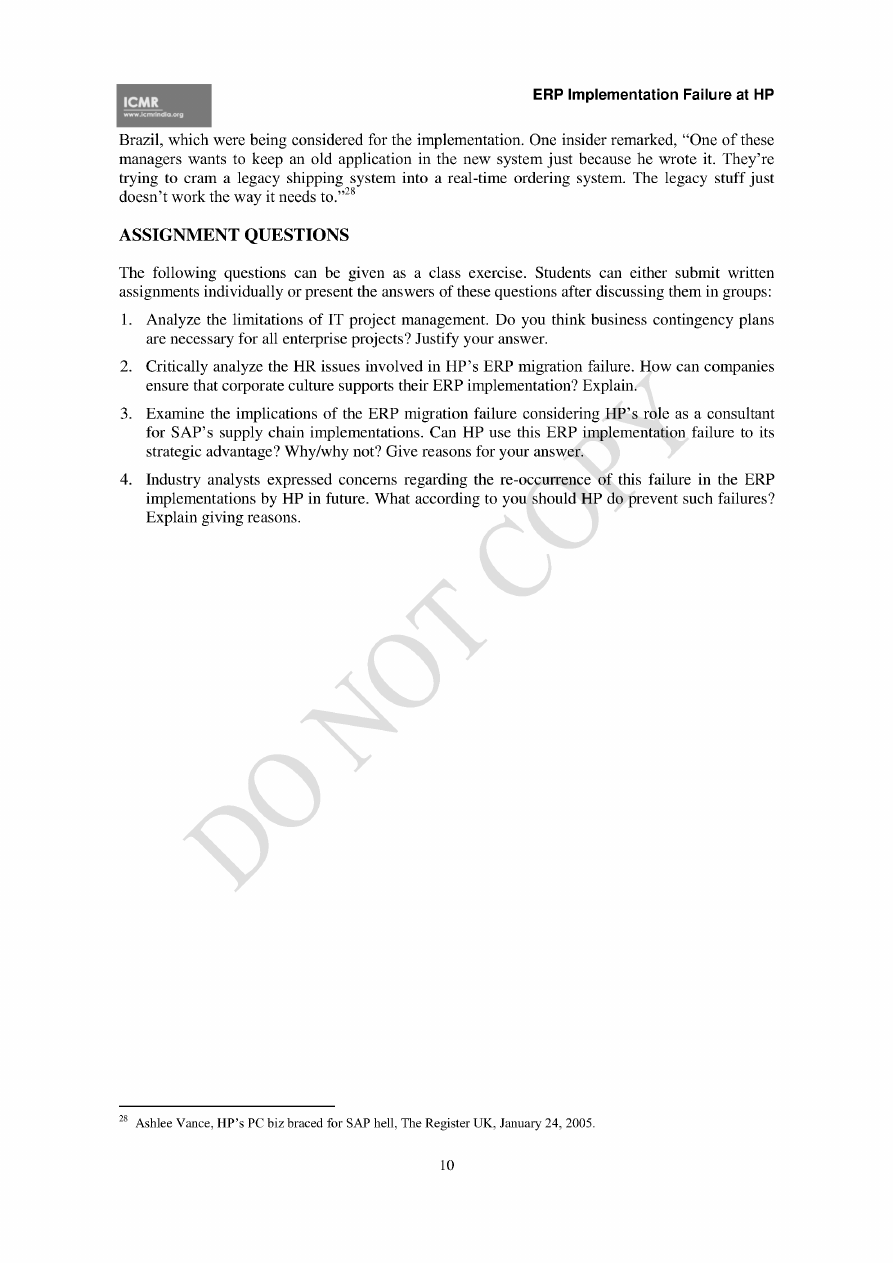 ICMR
www.icmrindia.org
ERP Implementation Failure at HP
Brazil, which were being considered for the implementation. One insider remarked, “One of these
managers wants to keep an old application in the new system just because he wrote it. They’re
trying to cram a legacy shipping system into a real-time ordering system. The legacy stuff just
doesn’t work the way it needs to.”28
ASSIGNMENT QUESTIONS
The following questions can be given as a class exercise. Students can either submit written
assignments individually or present the answers of these questions after discussing them in groups:
1. Analyze the limitations of IT project management. Do you think business contingency plans
are necessary for all enterprise projects? Justify your answer.
2. Critically analyze the HR issues involved in HP’s ERP migration failure. How can companies
ensure that corporate culture supports their ERP implementation? Explain.
3. Examine the implications of the ERP migration failure considering HP’s role as a consultant
for SAP’s supply chain implementations. Can HP use this ERP implementation failure to its
strategic advantage? Why/why not? Give reasons for your answer.
4. Industry analysts expressed concerns regarding the re-occurrence of this failure in the ERP
implementations by HP in future. What according to you should HP do prevent such failures?
Explain giving reasons.
DO NOT COPY
28 Ashlee Vance, HP’s PC biz braced for SAP hell, The Register UK, January 24, 2005.
10